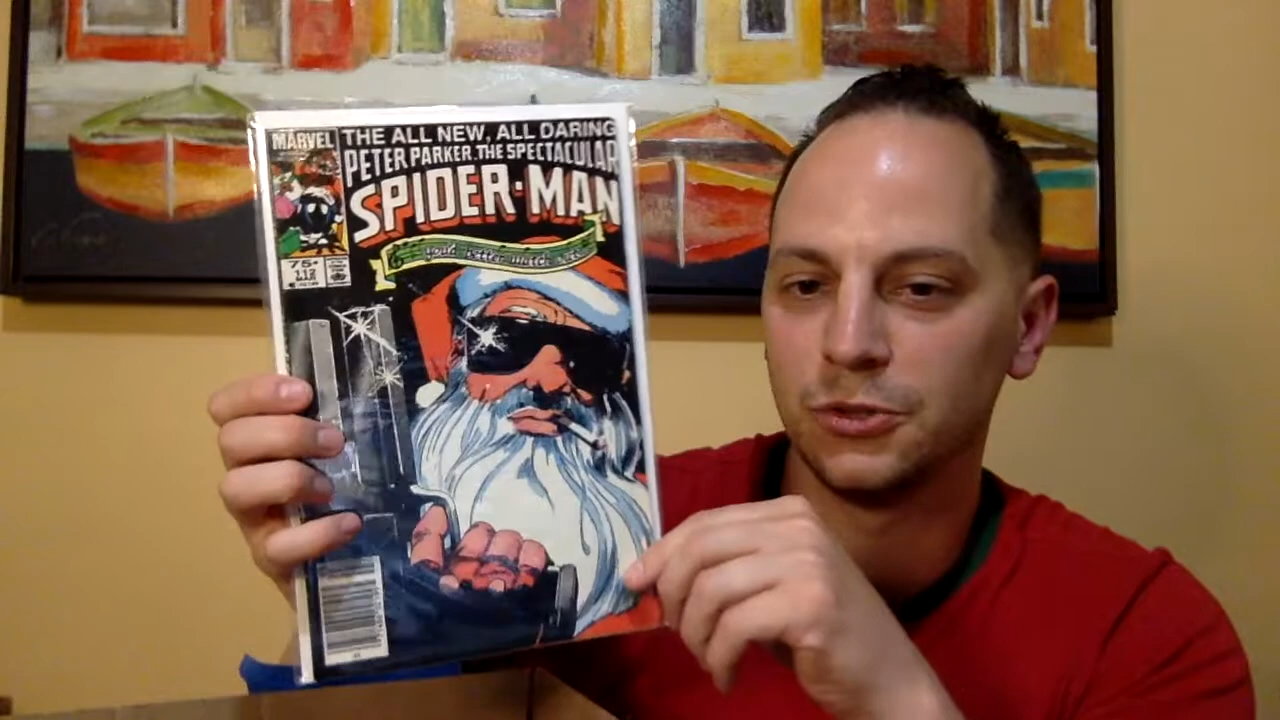 MARVEL
THE ALL NEW, ALL DARING
PETER PARKER, THE SPECTACULAR
SPIDER-MAN
you'd better watch out!
75¢
112